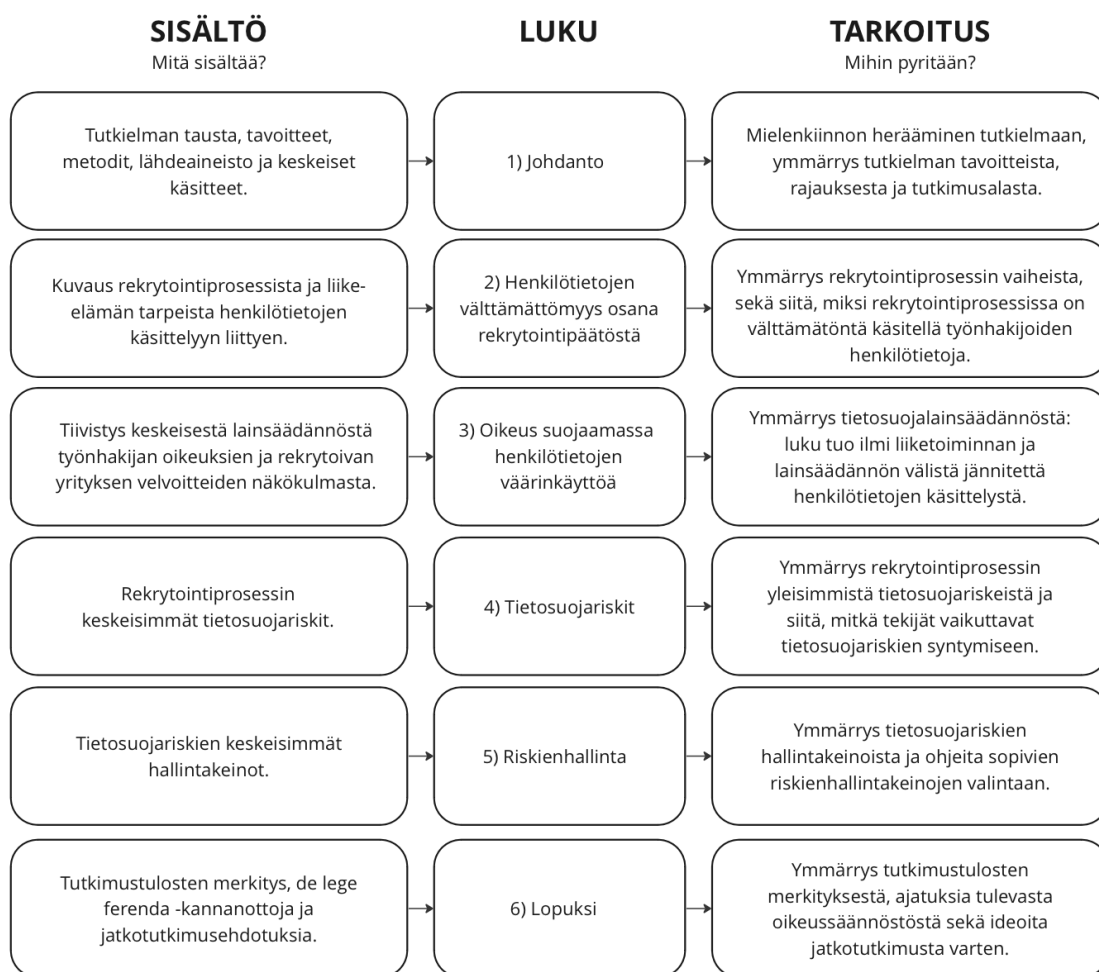 SISÄLTÖ
Mitä sisältää?
LUKU
TARKOITUS
Mihin pyritään?
Tutkielman tausta, tavoitteet,
metodit, lähdeaineisto ja keskeiset
käsitteet.
1) Johdanto
Mielenkiinnon herääminen tutkielmaan,
ymmärrys tutkielman tavoitteista,
rajauksesta ja tutkimusalasta.
Kuvaus rekrytointiprosessista ja liike-
elämän tarpeista henkilötietojen
käsittelyyn liittyen.
2) Henkilötietojen
välttämättömyys osana
rekrytointipäätöstä
Ymmärrys rekrytointiprosessin vaiheista,
sekä siitä, miksi rekrytointiprosessissa on
välttämätöntä käsitellä työnhakijoiden
henkilötietoja.
Tiivistys keskeisestä lainsäädännöstä
työnhakijan oikeuksien ja rekrytoivan
yrityksen velvoitteiden näkökulmasta.
3) Oikeus suojaamassa
henkilötietojen
väärinkäyttöä
Ymmärrys tietosuojalainsäädännöstä:
luku tuo ilmi liiketoiminnan ja
lainsäädännön välistä jännitettä
henkilötietojen käsittelystä.
Rekrytointiprosessin
keskeisimmät tietosuojariskit.
4) Tietosuojariskit
Ymmärrys rekrytointiprosessin
yleisimmistä tietosuojariskeistä ja
siitä, mitkä tekijät vaikuttavat
tietosuojariskien syntymiseen.
Tietosuojariskien keskeisimmät
hallintakeinot.
5) Riskienhallinta
Ymmärrys tietosuojariskien
hallintakeinoista ja ohjeita sopivien
riskienhallintakeinojen valintaan.
Tutkimustulosten merkitys, de lege
ferenda -kannanottoja ja
jatkotutkimusehdotuksia.
6) Lopuksi
Ymmärrys tutkimustulosten
merkityksestä, ajatuksia tulevasta
oikeussäännöstöstä sekä ideoita
jatkotutkimusta varten.